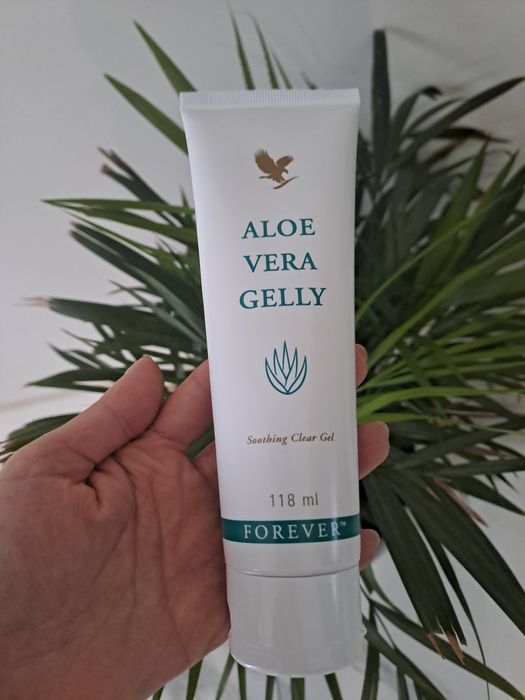 ALOE
VERA
GELLY
Soothing Clear Gel
118 ml
FOREVER™